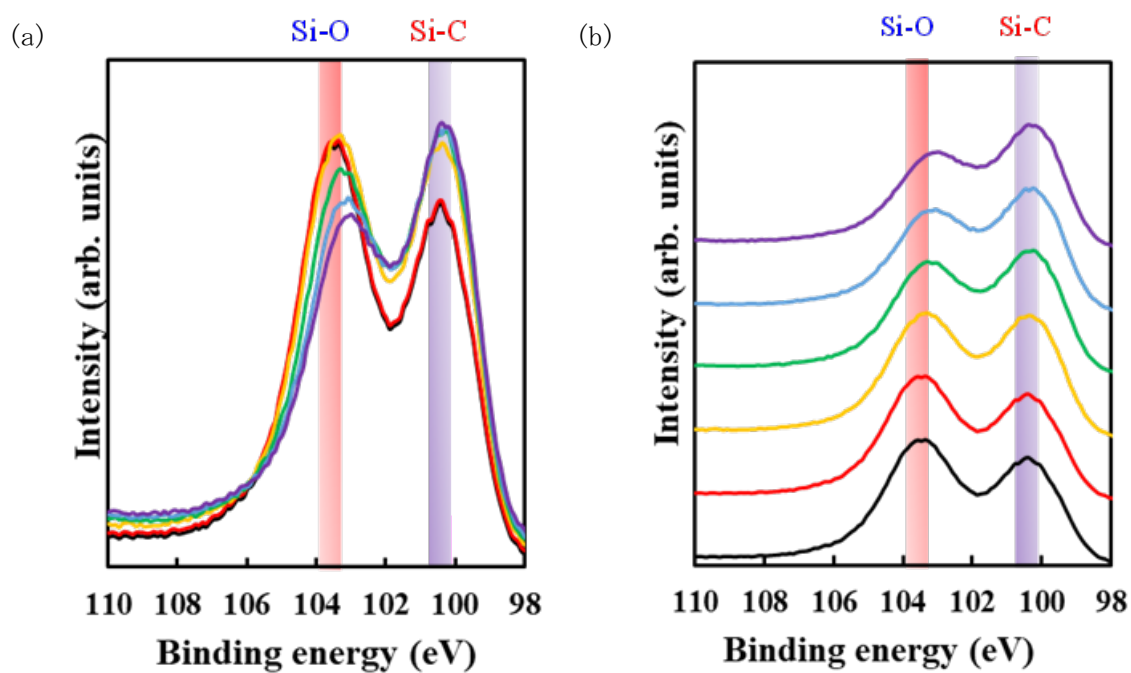 (a)
Si-O Si-C
Intensity (arb. units)
110 108 106 104 102 100 98
Binding energy (eV)
(b)
Si-O Si-C
Intensity (arb. units)
110 108 106 104 102 100 98
Binding energy (eV)